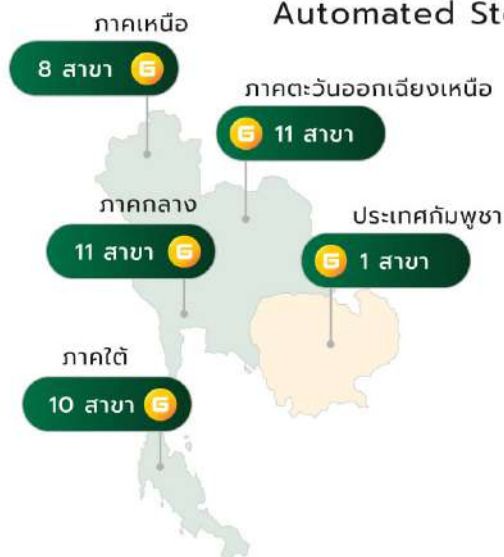 Automated
ภาคเหนือ
8 สาขา
ภาคตะวันออกเฉียงเหนือ
11 สาขา
ภาคกลาง
11 สาขา
ประเทศกัมพูชา
1 สาขา
ภาคใต้
10 สาขา